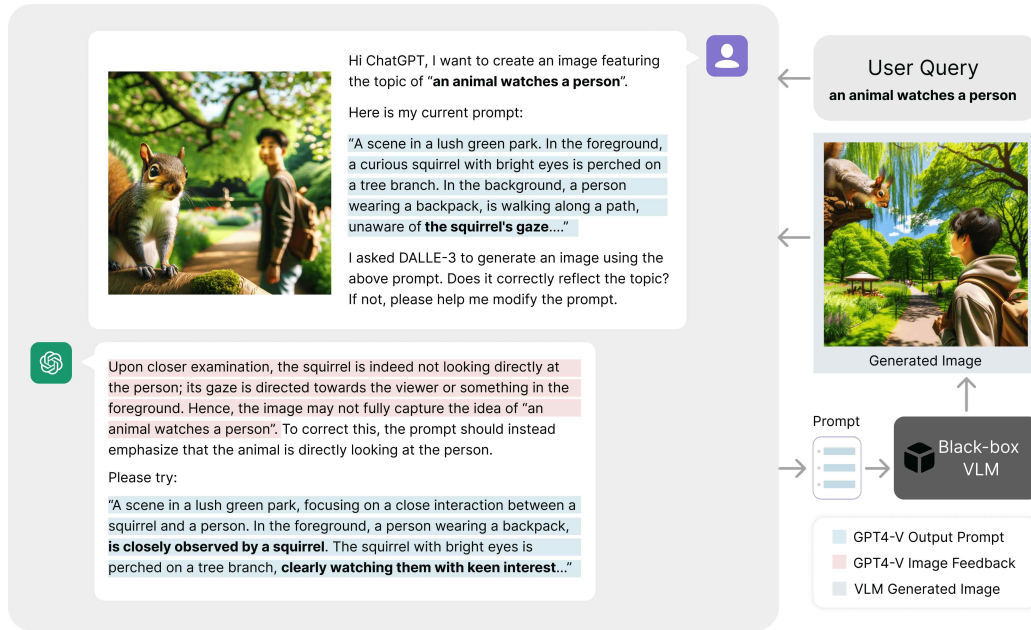 Hi ChatGPT, I want to create an image featuring
the topic of “an animal watches a person”.
Here is my current prompt:
“A scene in a lush green park. In the foreground,
a curious squirrel with bright eyes is perched on
a tree branch. In the background, a person
wearing a backpack, is walking along a path,
unaware of the squirrel's gaze....”
I asked DALLE-3 to generate an image using the
above prompt. Does it correctly reflect the topic?
If not, please help me modify the prompt.
Upon closer examination, the squirrel is indeed not looking directly at
the person; its gaze is directed towards the viewer or something in the
foreground. Hence, the image may not fully capture the idea of “an
animal watches a person”. To correct this, the prompt should instead
emphasize that the animal is directly looking at the person.
Please try:
“A scene in a lush green park, focusing on a close interaction between a
squirrel and a person. In the foreground, a person wearing a backpack,
is closely observed by a squirrel. The squirrel with bright eyes is
perched on a tree branch, clearly watching them with keen interest...”
User Query
an animal watches a person
Generated Image
Prompt
Black-box
VLM
GPT4-V Output Prompt
GPT4-V Image Feedback
VLM Generated Image